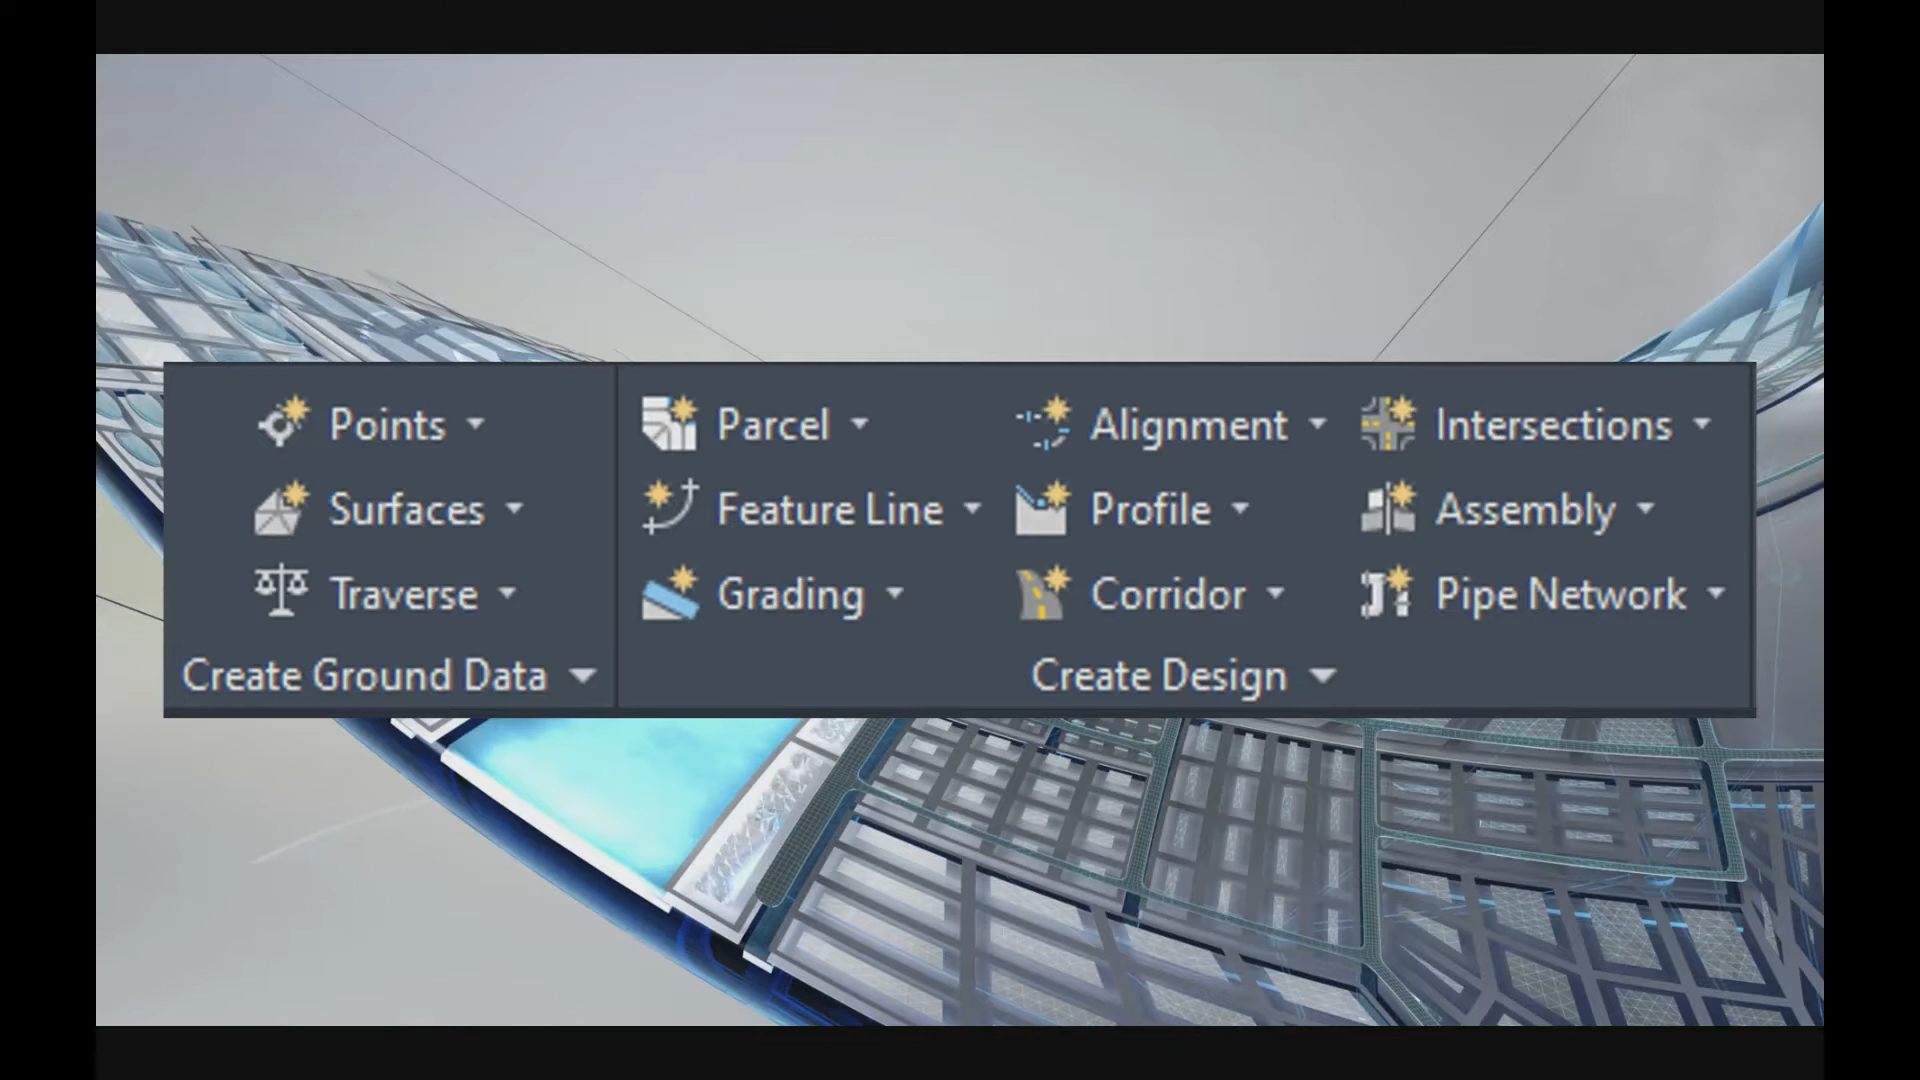 Points
Surfaces
Traverse
Create Ground Data
Parcel
Feature Line
Grading
Alignment
Profile
Corridor
Intersections
Assembly
Pipe Network
Create Design